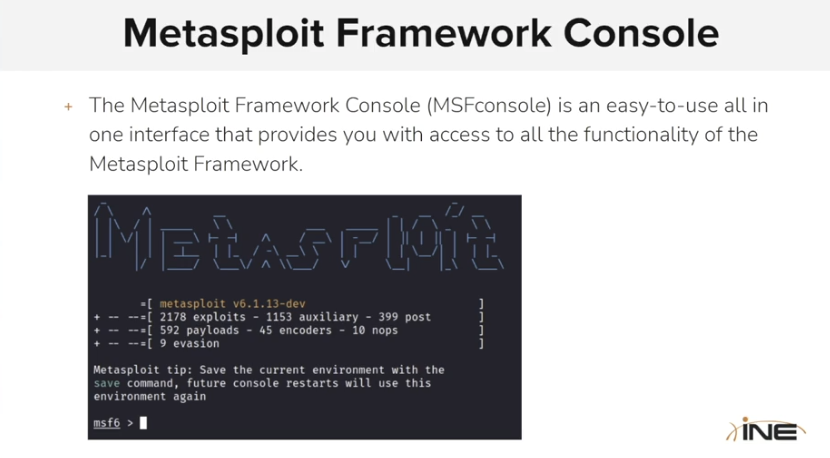 Metasploit Framework Console
+ The Metasploit Framework Console (MSFconsole) is an easy-to-use all in
one interface that provides you with access to all the functionality of the
Metasploit Framework.
Metasploit
=[ metasploit v6.1.13-dev ]
+ -- --=[ 2178 exploits - 1153 auxiliary - 399 post ]
+ -- --=[ 592 payloads - 45 encoders - 10 nops ]
+ -- --=[ 9 evasion ]
Metasploit tip: Save the current environment with the
save command, future console restarts will use this
environment again
msf6 >
INE